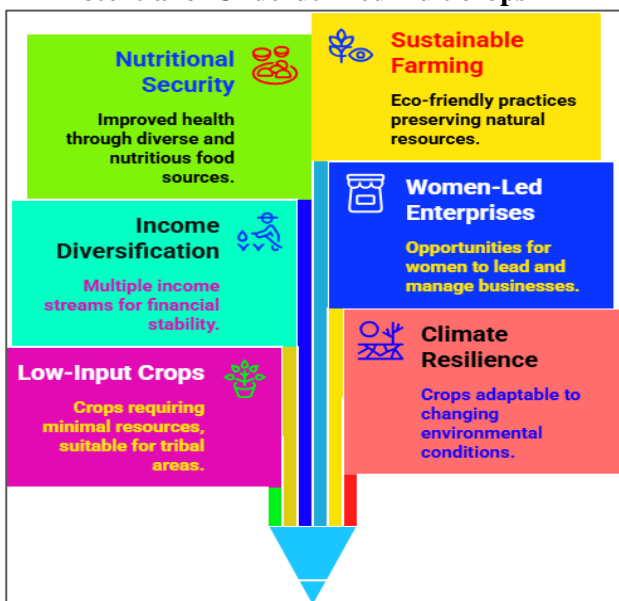 Nutritional
Security
Improved health
through diverse and
nutritious food
sources.
Sustainable
Farming
Eco-friendly practices
preserving natural
resources.
Income
Diversification
Multiple income
streams for financial
stability.
Women-Led
Enterprises
Opportunities for
women to lead and
manage businesses.
Low-Input Crops
Crops requiring
minimal resources,
suitable for tribal
areas.
Climate
Resilience
Crops adaptable to
changing
environmental
conditions.